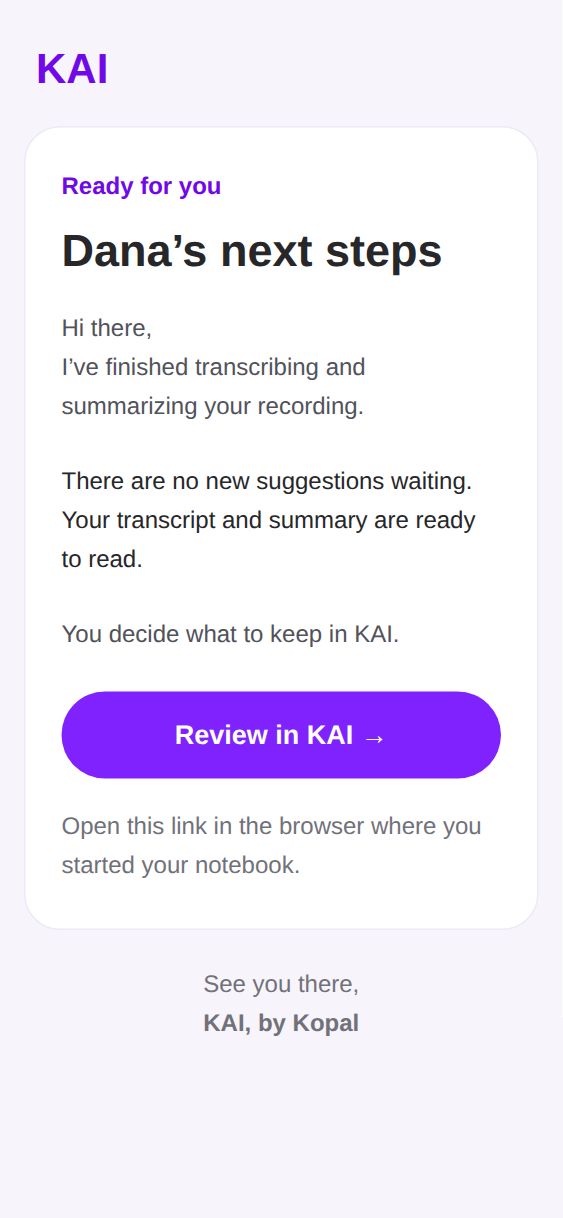 KAI
Ready for you
Dana’s next steps
Hi there,
I’ve finished transcribing and
summarizing your recording.
There are no new suggestions waiting.
Your transcript and summary are ready
to read.
You decide what to keep in KAI.
Review in KAI →
Open this link in the browser where you
started your notebook.
See you there,
KAI, by Kopal